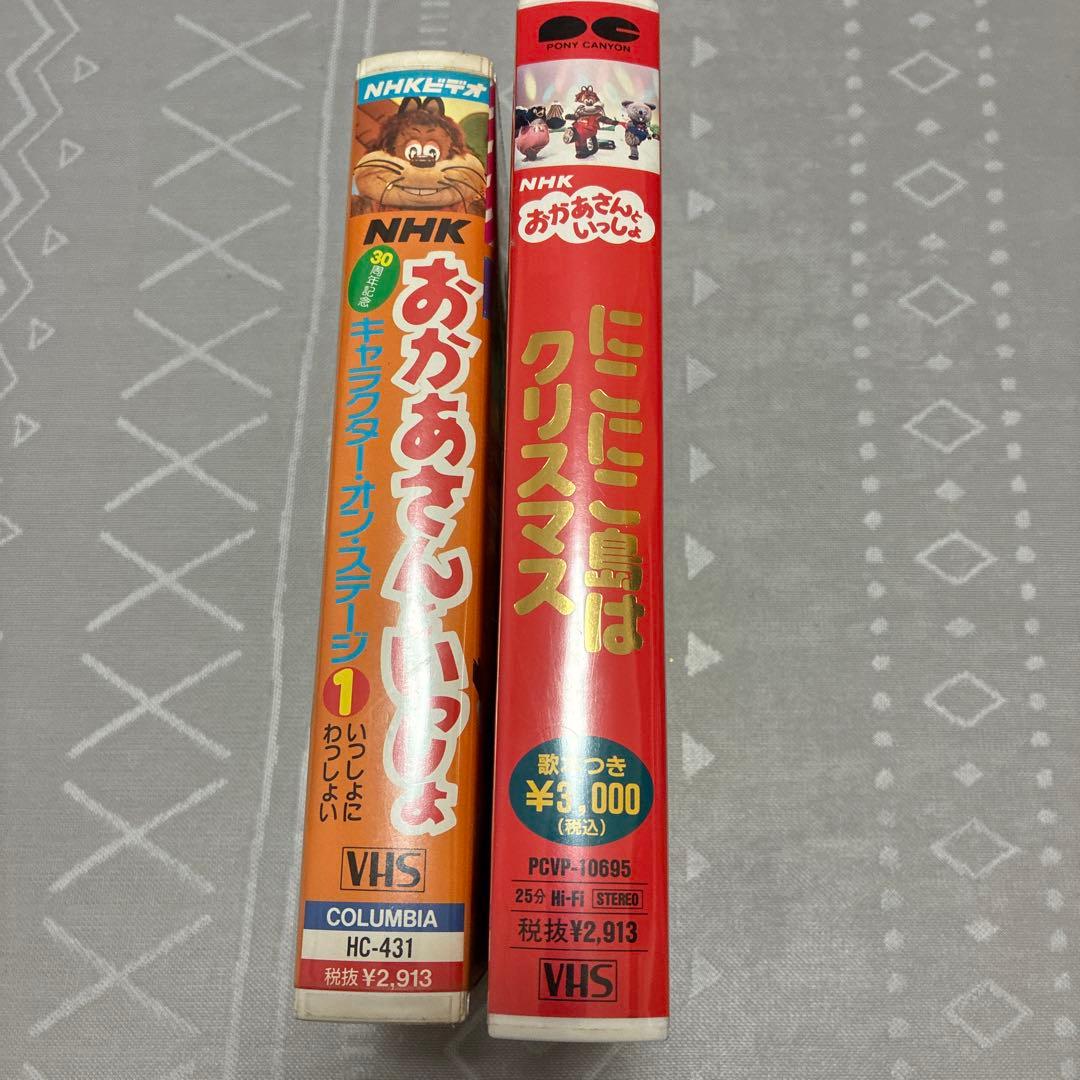 NHKビデオ
NHK
30周年記念
おかあさんといっしょ
キャラクター・オン・ステージ
1
いっしょに
わっしょい
VHS
COLUMBIA
HC-431
税抜¥2,913
PC
PONY CANYON
NHK
おかあさんと
いっしょ
にこにこ島は
クリスマス
歌本つき
¥3,000
(税込)
PCVP-10695
25分 Hi-Fi STEREO
税抜¥2,913
VHS